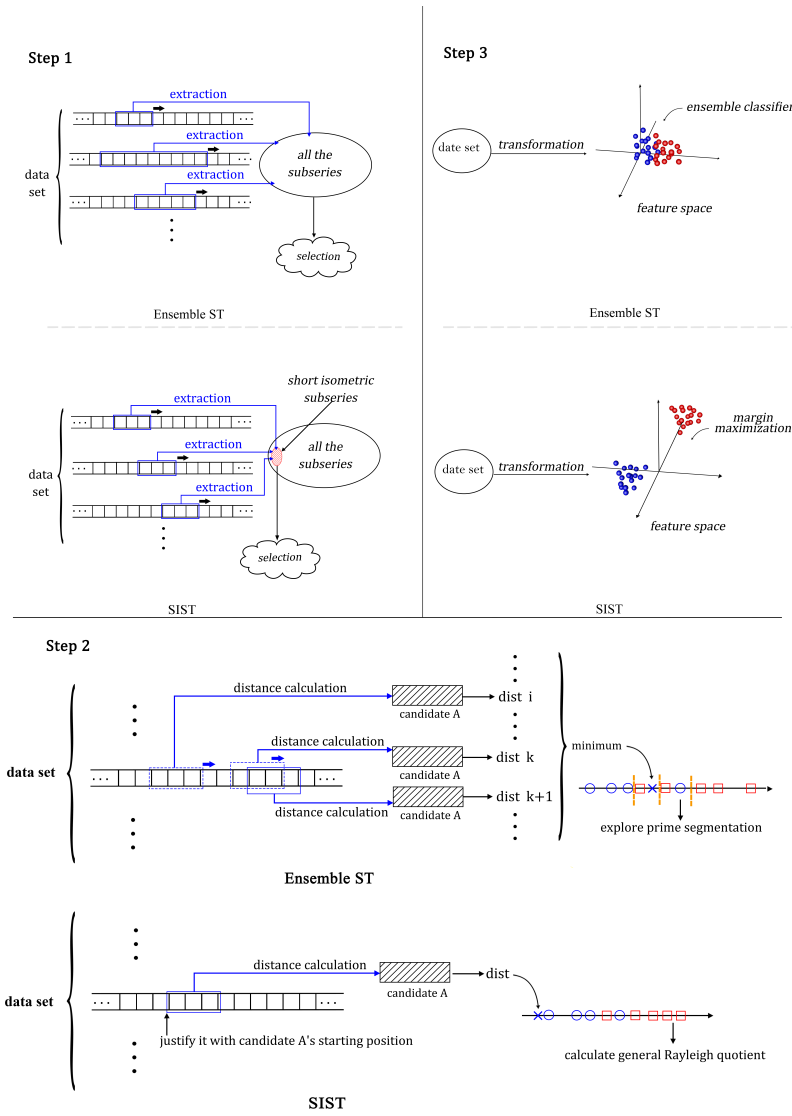 Step 1
extraction
extraction
extraction
data
set
all the
subseries
selection
Ensemble ST
short isometric
subseries
extraction
extraction
extraction
data
set
all the
subseries
selection
SIST
Step 3
ensemble classifier
date set
transformation
feature space
Ensemble ST
margin
maximization
date set
transformation
feature space
SIST
Step 2
distance calculation
candidate A
dist i
distance calculation
candidate A
dist k
distance calculation
candidate A
dist k+1
data set
minimum
explore prime segmentation
Ensemble ST
distance calculation
candidate A
dist
data set
justify it with candidate A's starting position
calculate general Rayleigh quotient
SIST